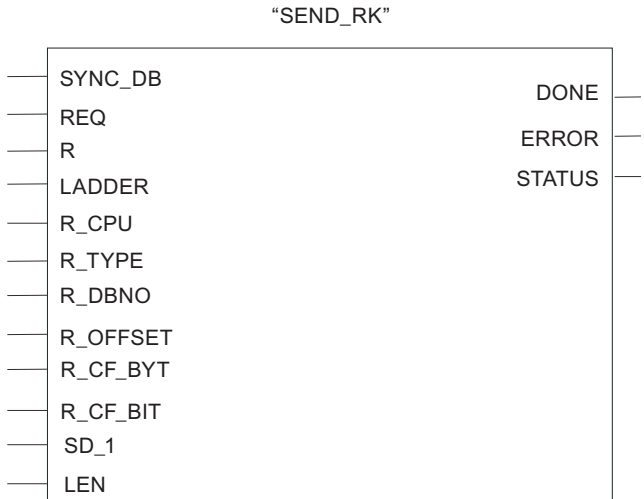 “SEND_RK”
SYNC_DB
REQ
R
LADDER
R_CPU
R_TYPE
R_DBNO
R_OFFSET
R_CF_BYT
R_CF_BIT
SD_1
LEN
DONE
ERROR
STATUS